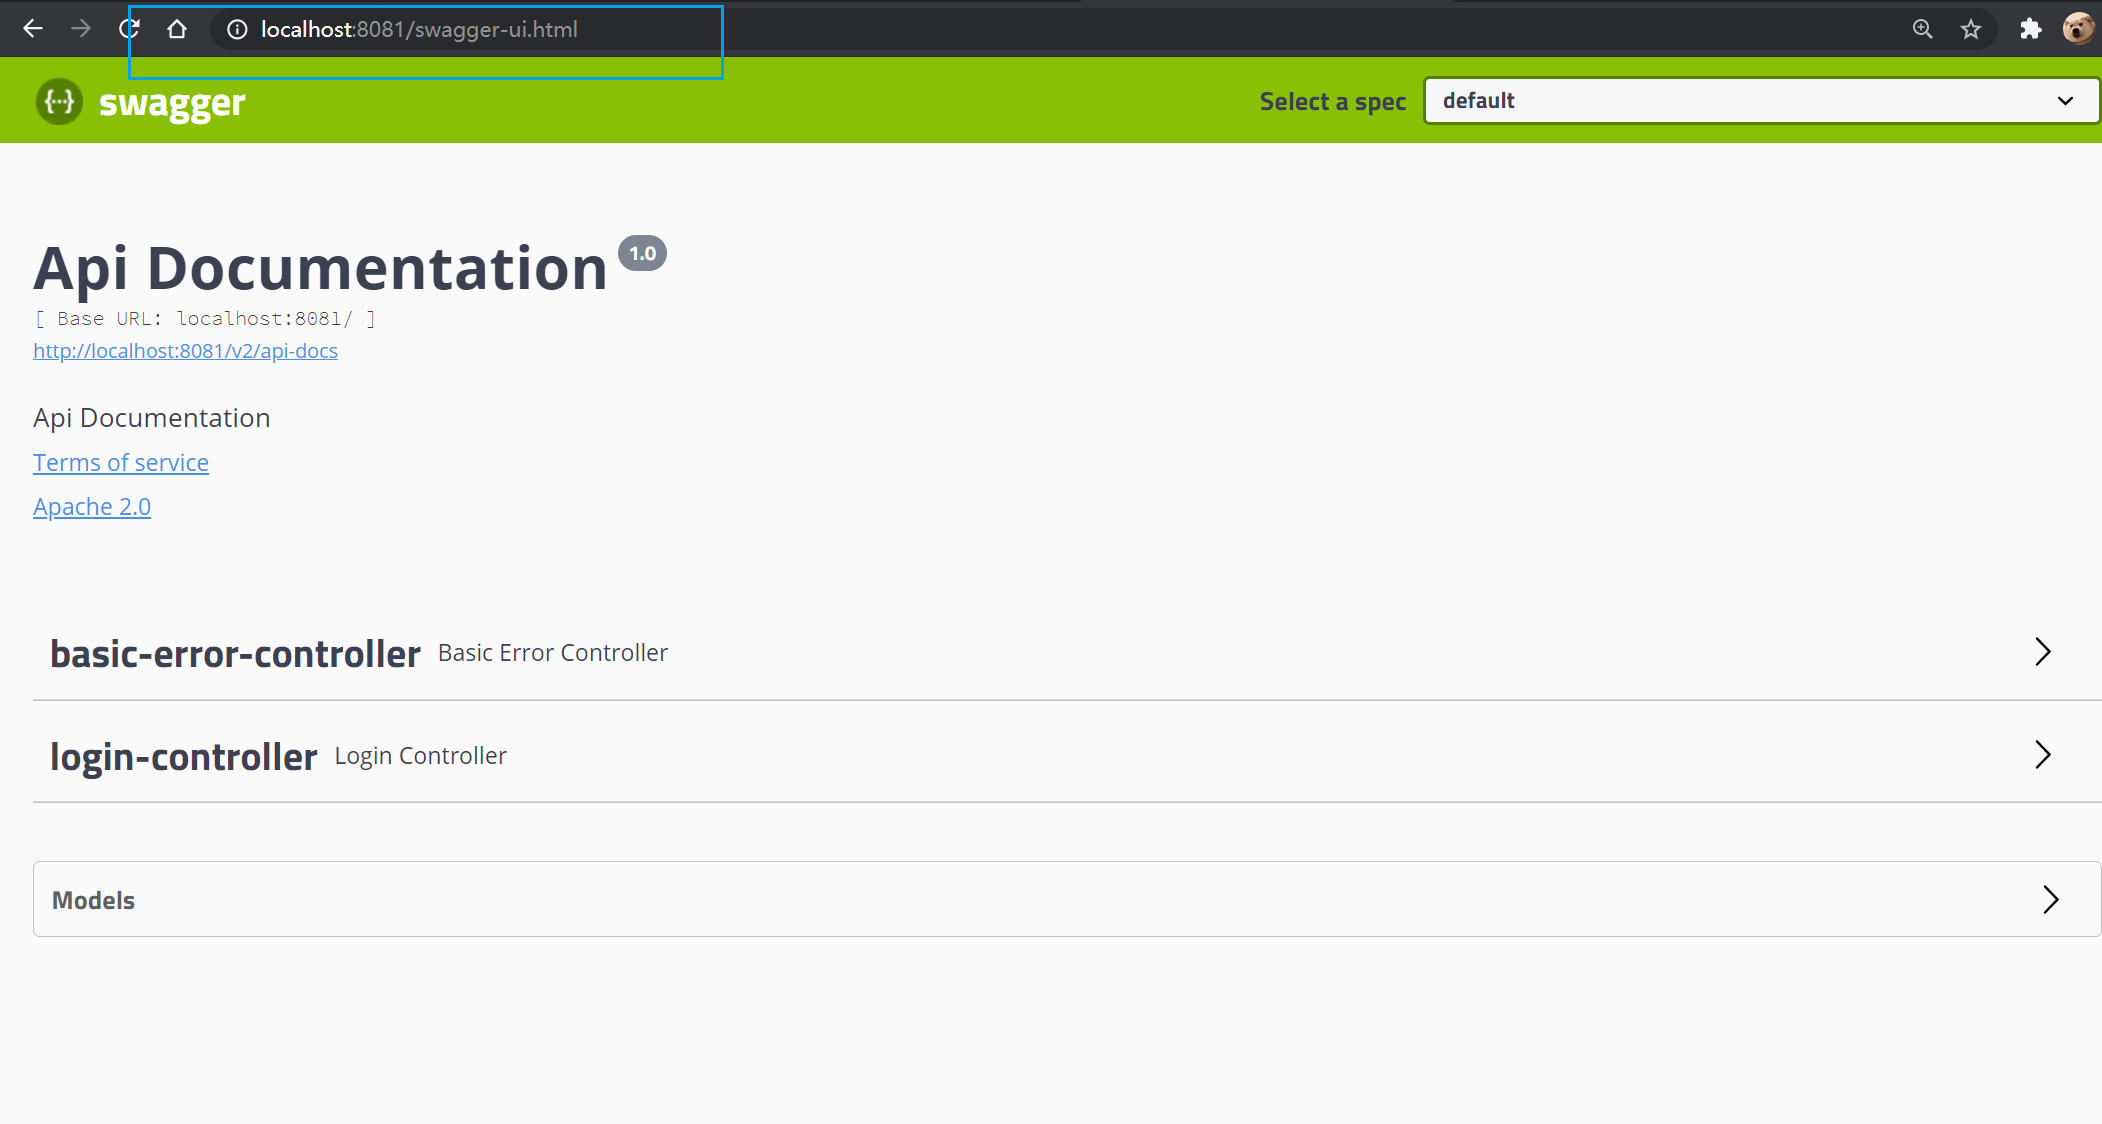 localhost:8081/swagger-ui.html
{···} swagger
Select a spec
default
Api Documentation 1.0
[ Base URL: localhost:8081/ ]
http://localhost:8081/v2/api-docs
Api Documentation
Terms of service
Apache 2.0
basic-error-controller Basic Error Controller
login-controller Login Controller
Models